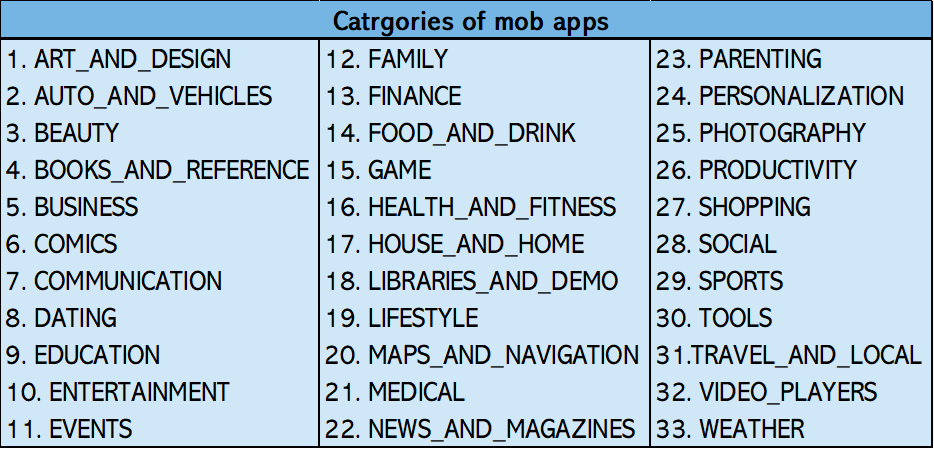 Catrgories of mob apps
1. ART_AND_DESIGN
2. AUTO_AND_VEHICLES
3. BEAUTY
4. BOOKS_AND_REFERENCE
5. BUSINESS
6. COMICS
7. COMMUNICATION
8. DATING
9. EDUCATION
10. ENTERTAINMENT
11. EVENTS
12. FAMILY
13. FINANCE
14. FOOD_AND_DRINK
15. GAME
16. HEALTH_AND_FITNESS
17. HOUSE_AND_HOME
18. LIBRARIES_AND_DEMO
19. LIFESTYLE
20. MAPS_AND_NAVIGATION
21. MEDICAL
22. NEWS_AND_MAGAZINES
23. PARENTING
24. PERSONALIZATION
25. PHOTOGRAPHY
26. PRODUCTIVITY
27. SHOPPING
28. SOCIAL
29. SPORTS
30. TOOLS
31.TRAVEL_AND_LOCAL
32. VIDEO_PLAYERS
33. WEATHER